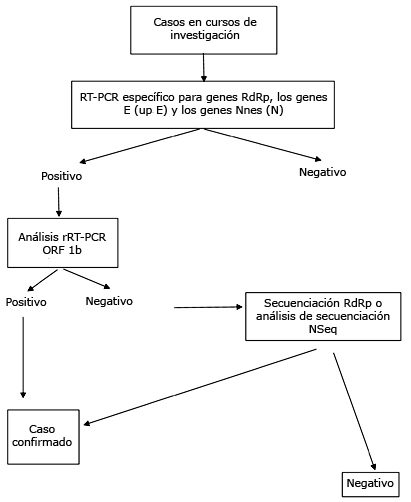 Casos en cursos de
investigación
RT-PCR específico para genes RdRp, los genes
E (up E) y los genes Nnes (N)
Positivo
Negativo
Análisis rRT-PCR
ORF 1b
Positivo
Negativo
Secuenciación RdRp o
análisis de secuenciación
NSeq
Caso
confirmado
Negativo